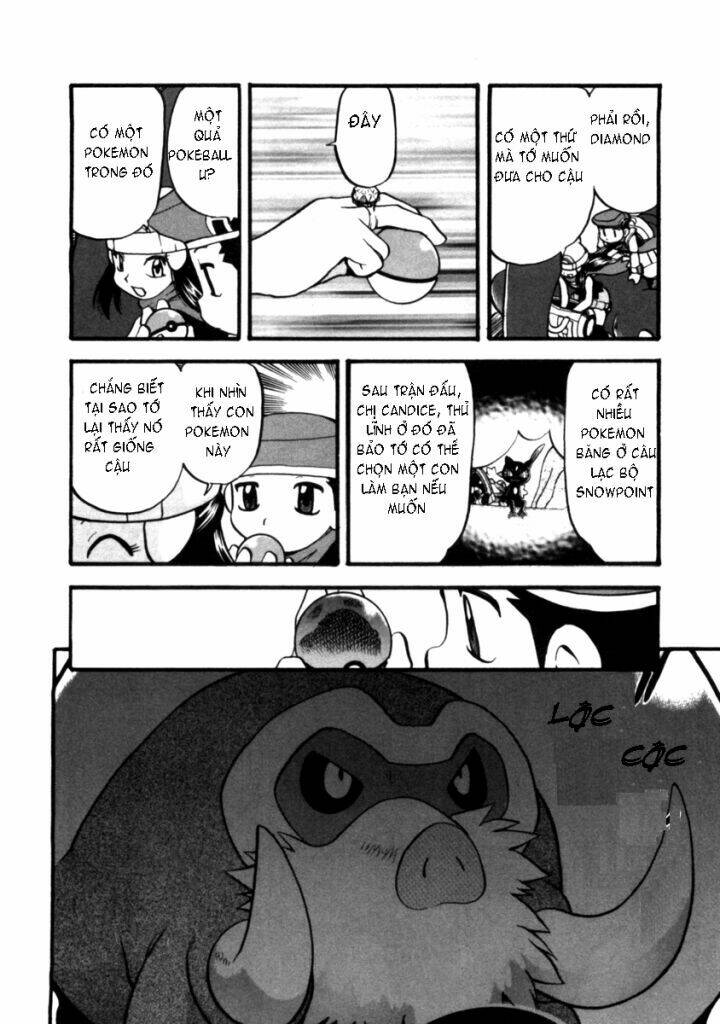 PHẢI RỒI,
DIAMOND
CÓ MỘT THỨ
MÀ TỚ MUỐN
ĐƯA CHO CẬU
ĐÂY
MỘT
QUẢ
POKEBALL
Ư?
CÓ MỘT
POKEMON
TRONG ĐÓ
CÓ RẤT
NHIỀU
POKEMON
BĂNG Ở CÂU
LẠC BỘ
SNOWPOINT
SAU TRẬN ĐẤU,
CHỊ CANDICE, THỦ
LĨNH Ở ĐÓ ĐÃ
BẢO TỚ CÓ THỂ
CHỌN MỘT CON
LÀM BẠN NẾU
MUỐN
KHI NHÌN
THẤY CON
POKEMON
NÀY
CHẲNG BIẾT
TẠI SAO TỚ
LẠI THẤY NÓ
RẤT GIỐNG
CẬU
LỘC
CỘC